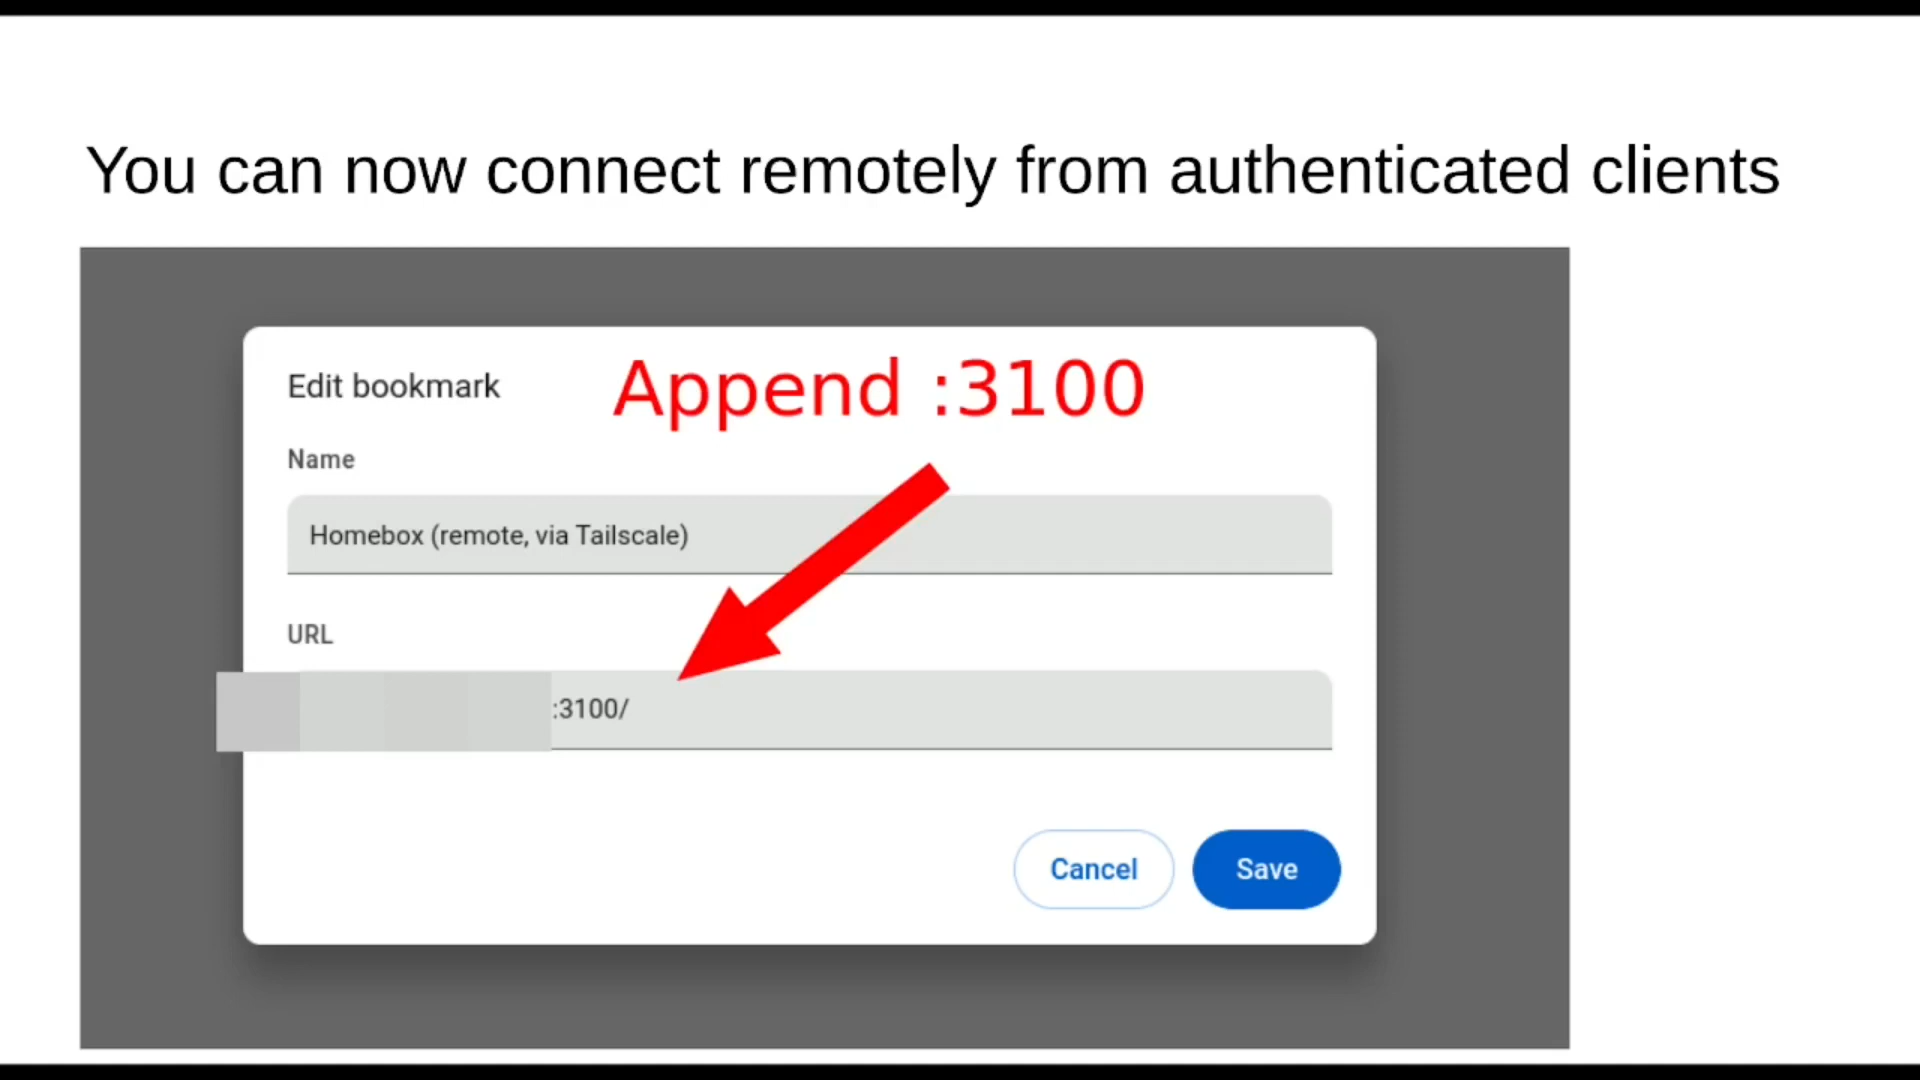 You can now connect remotely from authenticated clients
Edit bookmark
Append :3100
Name
Homebox (remote, via Tailscale)
URL
:3100/
Cancel
Save